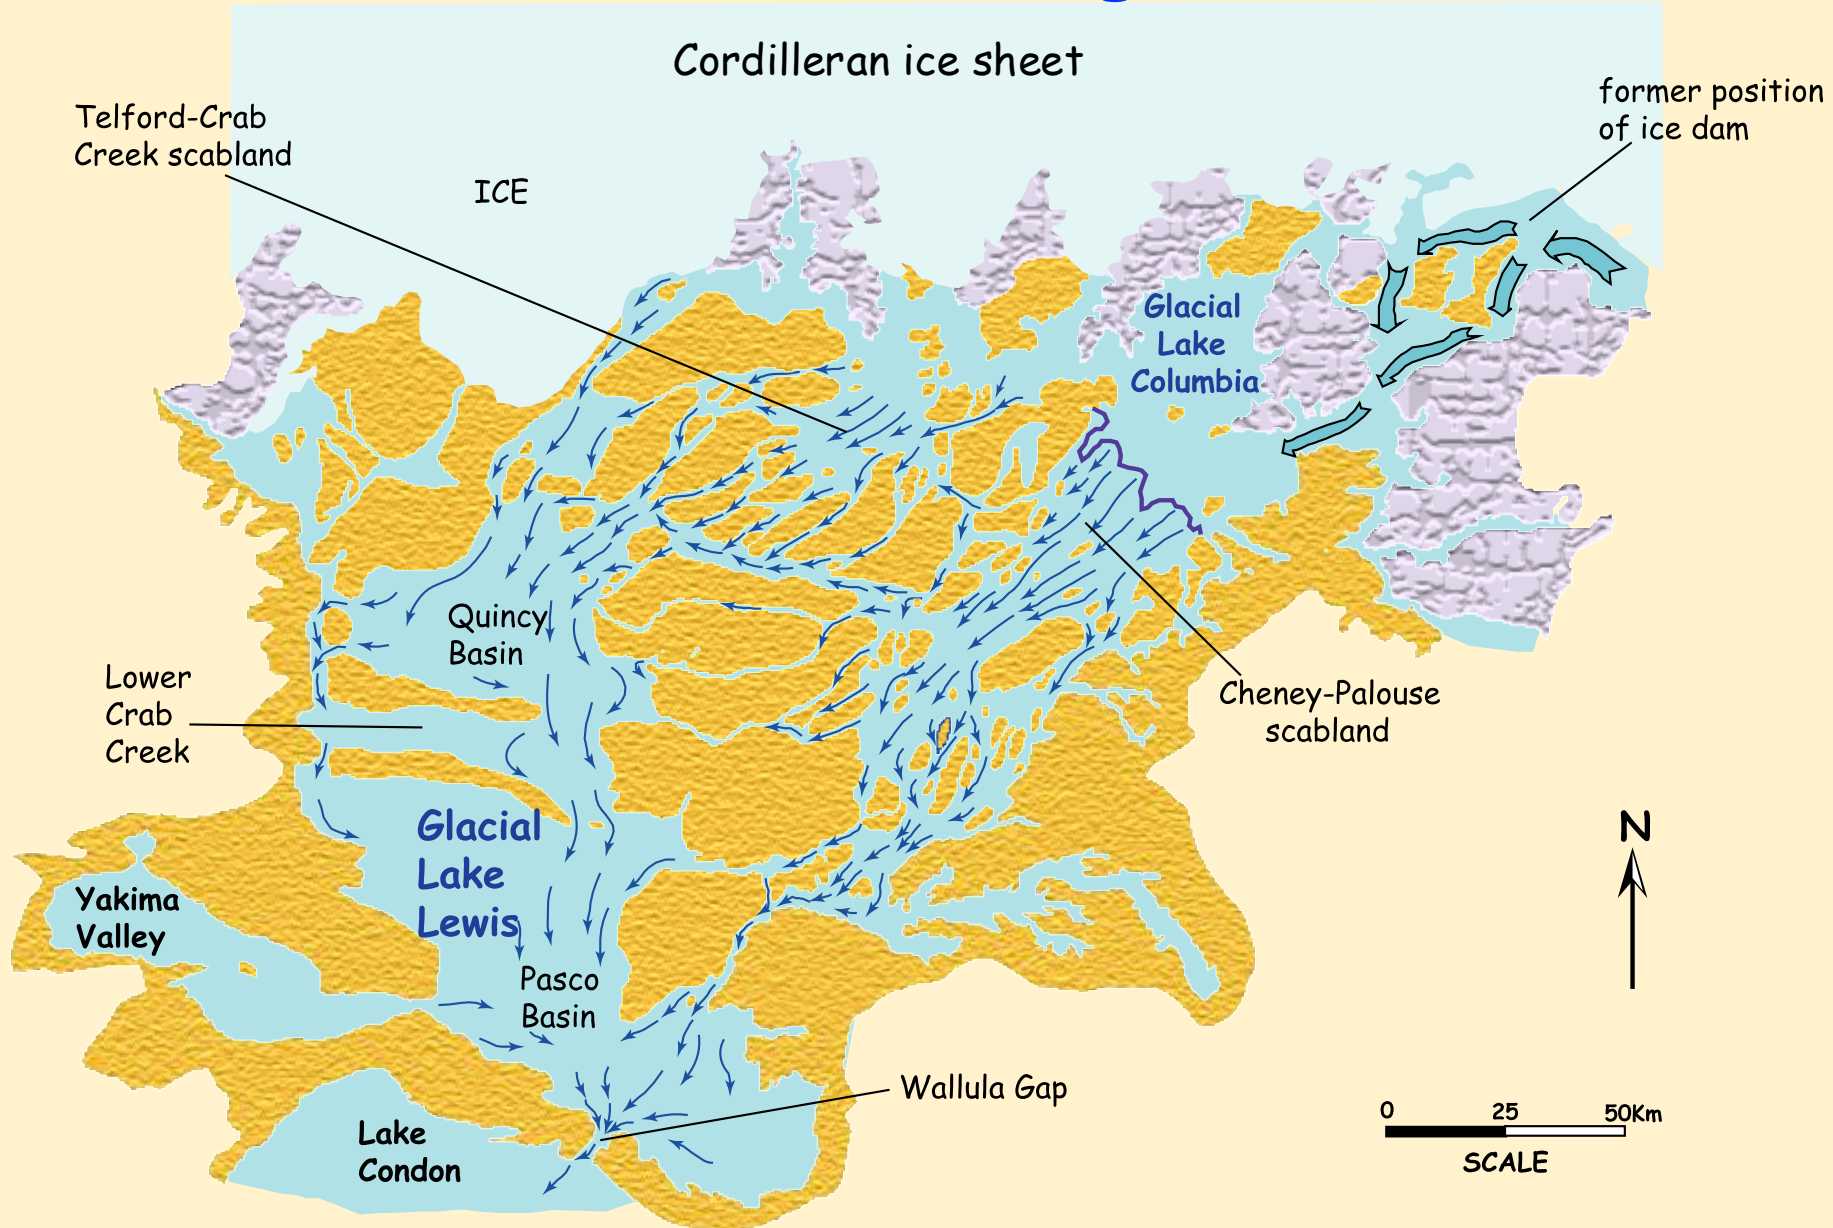 Cordilleran ice sheet
former position
of ice dam
Telford-Crab
Creek scabland
ICE
Glacial
Lake
Columbia
Quincy
Basin
Lower
Crab
Creek
Cheney-Palouse
scabland
Glacial
Lake
Lewis
N
Yakima
Valley
Pasco
Basin
Wallula Gap
0 25 50Km
SCALE
Lake
Condon